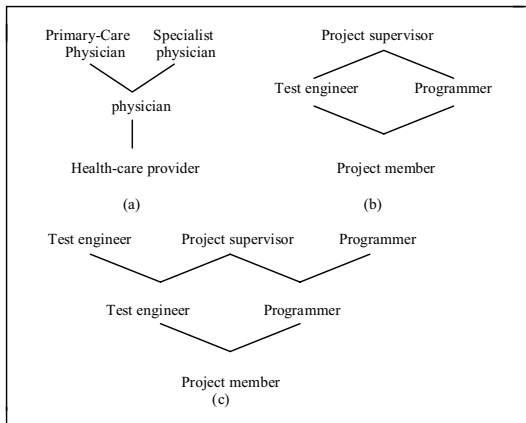 Primary-Care
Physician
Specialist
physician
physician
Health-care provider
(a)
Project supervisor
Test engineer Programmer
Project member
(b)
Test engineer Project supervisor Programmer
Test engineer Programmer
Project member
(c)